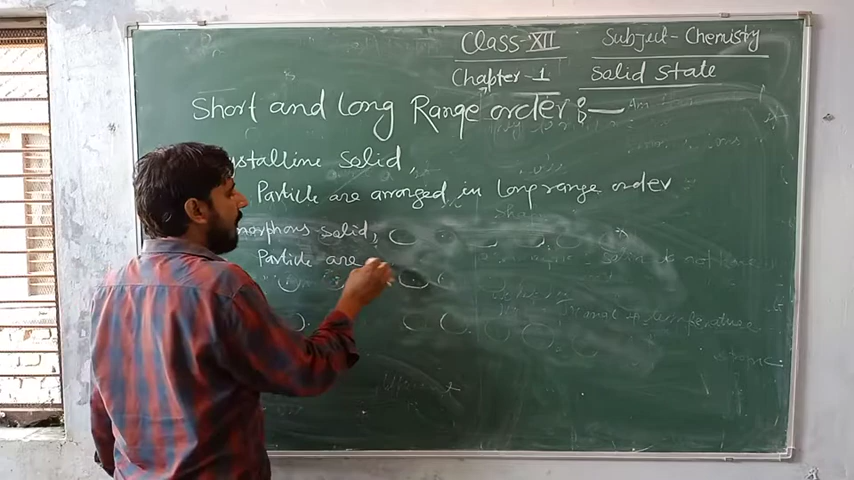 Class-XII Subject-Chemistry
Chapter-1 Solid State
Short and long Range order :—
ystalline solid,
Particle are arranged in Long range order
morphous solid,
Particle are